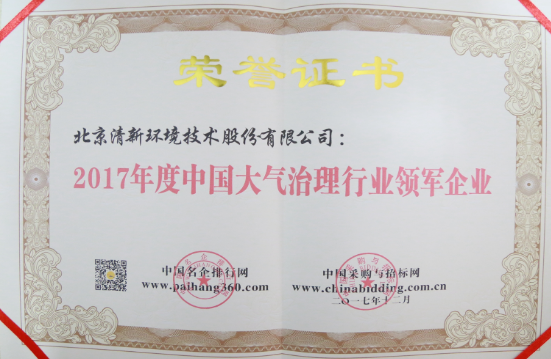 荣誉证书
北京清新环境技术股份有限公司：
2017年度中国大气治理行业领军企业
中国名企排行网
www.paihang360.com
中国采购与招标网
www.chinabidding.com.cn
二〇一七年十二月